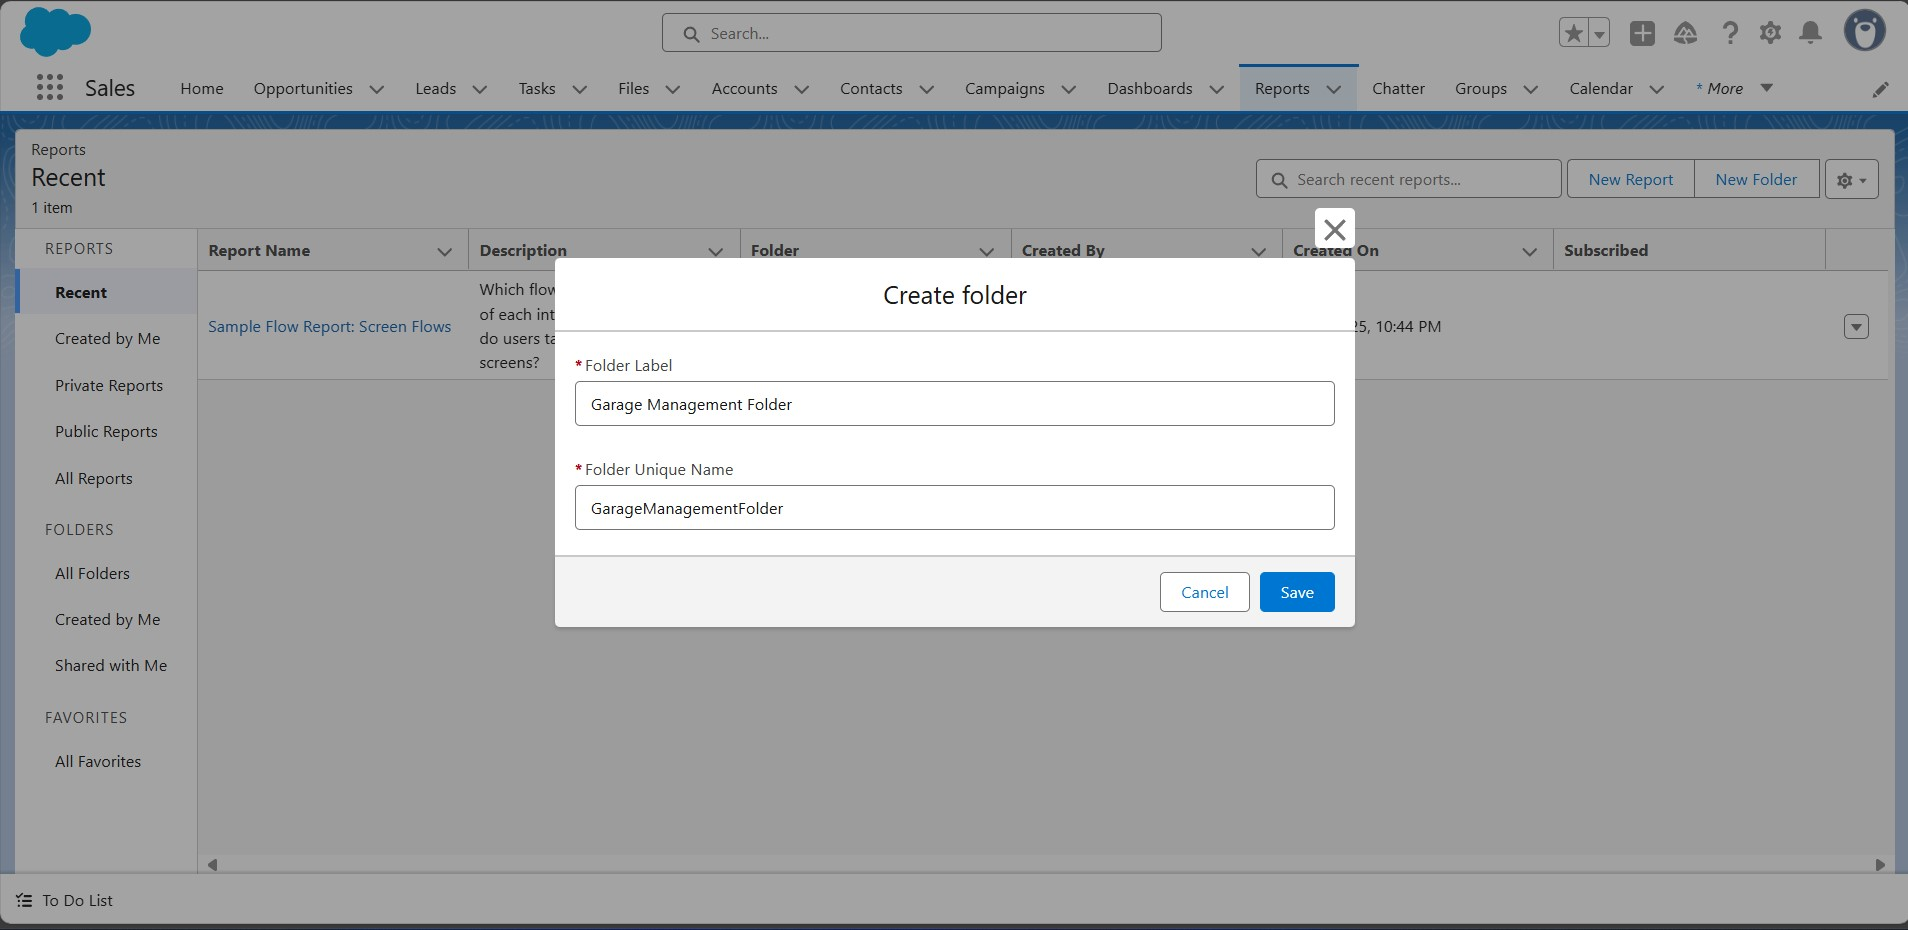 Search...
Sales
Home
Opportunities
Leads
Tasks
Files
Accounts
Contacts
Campaigns
Dashboards
Reports
Chatter
Groups
Calendar
* More
Reports
Recent
1 item
Search recent reports...
New Report
New Folder
REPORTS
Recent
Created by Me
Private Reports
Public Reports
All Reports
FOLDERS
All Folders
Created by Me
Shared with Me
FAVORITES
All Favorites
Report Name
Description
Folder
Created By
Created On
Subscribed
Sample Flow Report: Screen Flows
Which flow
of each int
do users ta
screens?
25, 10:44 PM
Create folder
* Folder Label
Garage Management Folder
* Folder Unique Name
GarageManagementFolder
Cancel
Save
To Do List